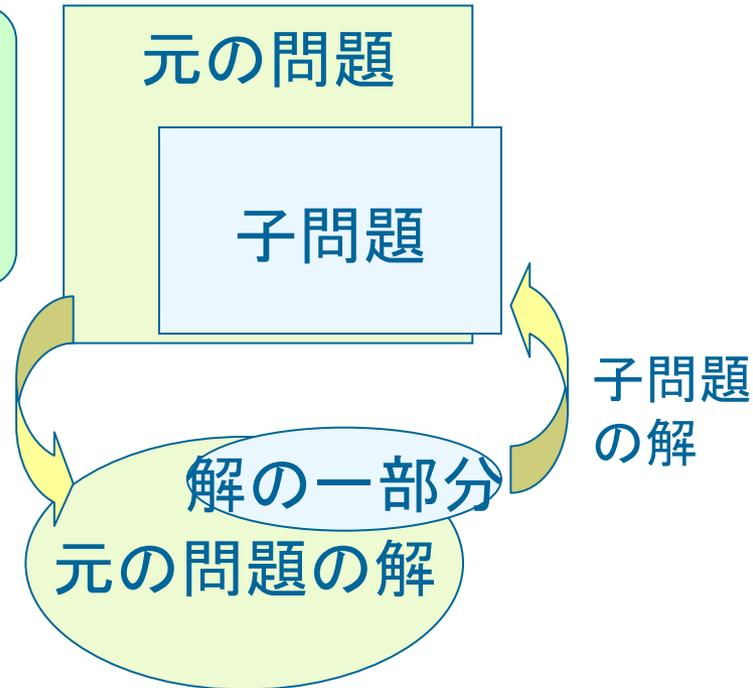 元の問題
子問題
子問題
の解
解の一部分
元の問題の解